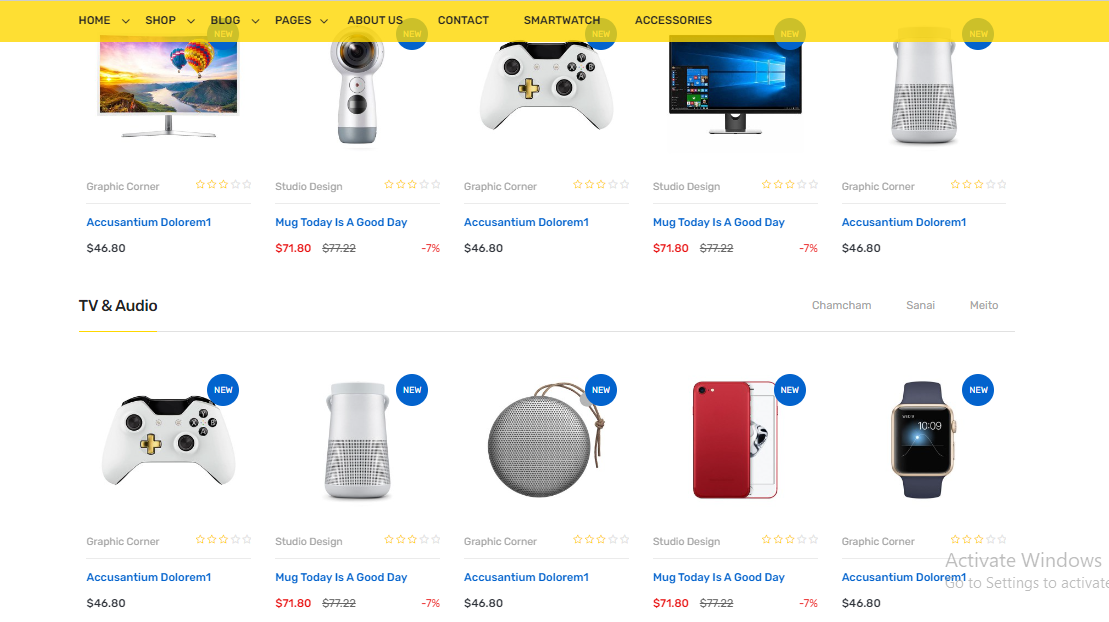 HOME SHOP BLOG PAGES ABOUT US CONTACT SMARTWATCH ACCESSORIES
NEW NEW NEW NEW NEW
Graphic Corner Studio Design Graphic Corner Studio Design Graphic Corner
Accusantium Dolorem1 Mug Today Is A Good Day Accusantium Dolorem1 Mug Today Is A Good Day Accusantium Dolorem1
$46.80 $71.80 $77.22 -7% $46.80 $71.80 $77.22 -7% $46.80
TV & Audio Chamcham Sanai Meito
NEW NEW NEW NEW NEW
10:09
Graphic Corner Studio Design Graphic Corner Studio Design Graphic Corner
Activate Windows
Accusantium Dolorem1 Mug Today Is A Good Day Accusantium Dolorem1 Mug Today Is A Good Day Accusantium Dolorem1
Go to Settings to activate
$46.80 $71.80 $77.22 -7% $46.80 $71.80 $77.22 -7% $46.80